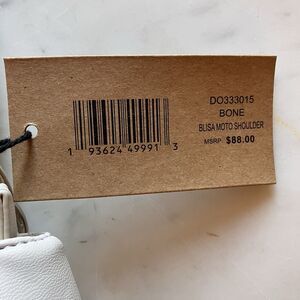 DO333015
BONE
BLISA MOTO SHOULDER
MSRP $88.00
1 93624 49991 3